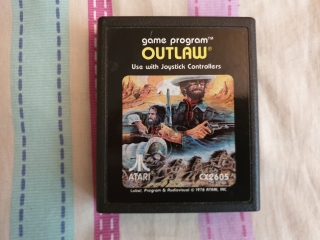 game program™
OUTLAW®
Use with Joystick Controllers
ATARI®
CX2605
Label, Program & Audiovisual © 1978 ATARI, INC.